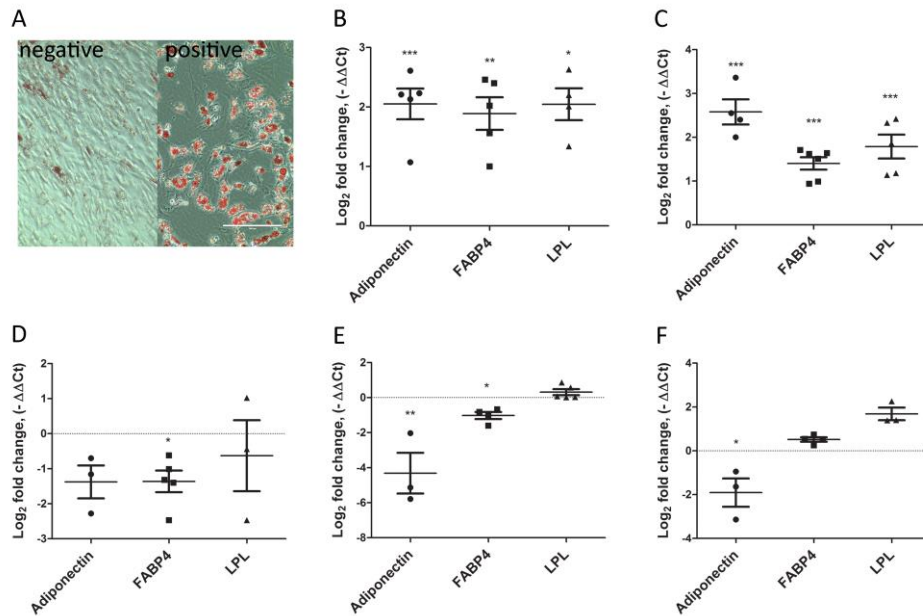 A
negative
positive
B
Log₂ fold change, (- ΔΔCt)
3
2
1
0
***
**
*
Adiponectin
FABP4
LPL
C
Log₂ fold change, (- ΔΔCt)
4
3
2
1
0
***
***
***
Adiponectin
FABP4
LPL
D
Log₂ fold change, (- ΔΔCt)
2
1
0
-1
-2
-3
*
Adiponectin
FABP4
LPL
E
Log₂ fold change, (- ΔΔCt)
2
0
-2
-4
-6
-8
**
*
Adiponectin
FABP4
LPL
F
Log₂ fold change, (- ΔΔCt)
4
2
0
-2
-4
*
Adiponectin
FABP4
LPL